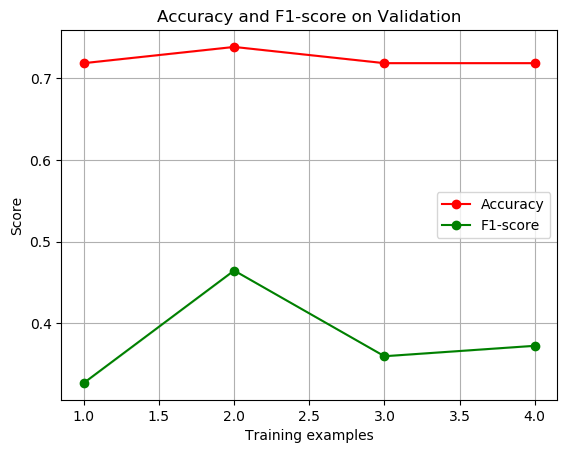 Accuracy and F1-score on Validation
0.7
0.6
0.5
0.4
Score
Accuracy
F1-score
1.0 1.5 2.0 2.5 3.0 3.5 4.0
Training examples